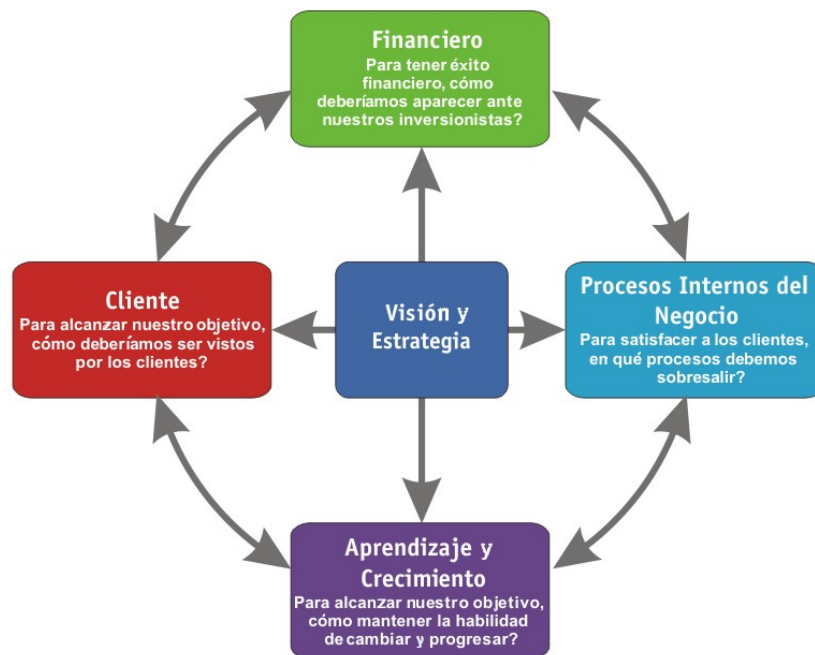 Financiero
Para tener éxito
financiero, cómo
deberíamos aparecer ante
nuestros inversionistas?
Cliente
Para alcanzar nuestro objetivo,
cómo deberíamos ser vistos
por los clientes?
Visión y
Estrategia
Procesos Internos del
Negocio
Para satisfacer a los clientes,
en qué procesos debemos
sobresalir?
Aprendizaje y
Crecimiento
Para alcanzar nuestro objetivo,
cómo mantener la habilidad
de cambiar y progresar?